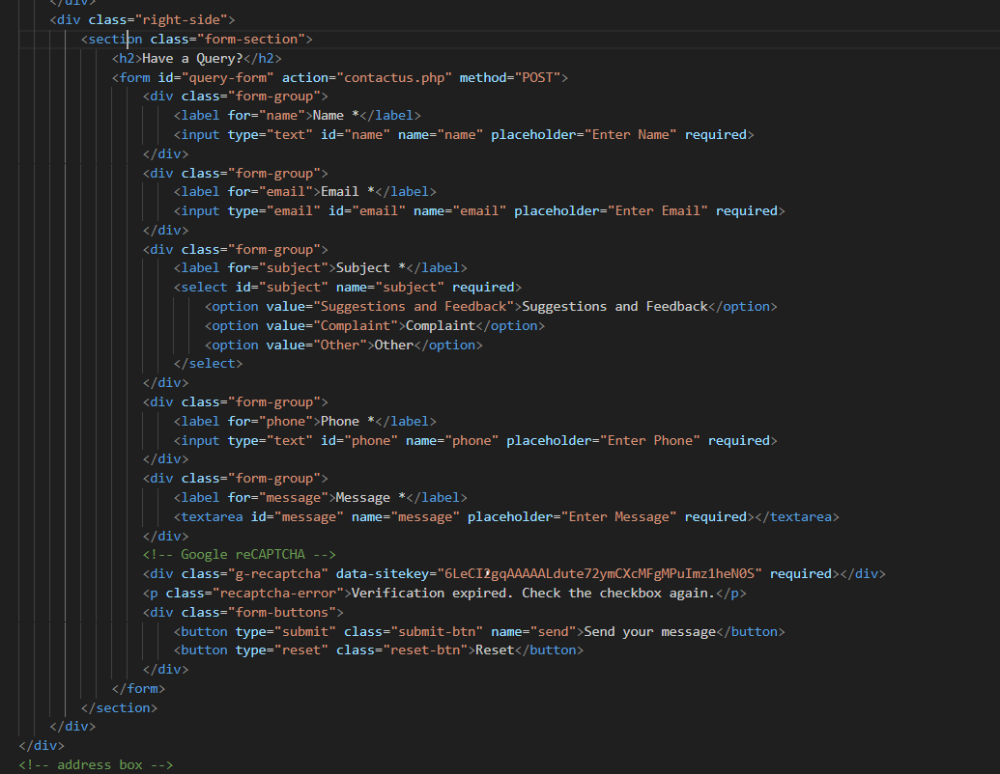 </div>
<div class="right-side">
<section class="form-section">
<h2>Have a Query?</h2>
<form id="query-form" action="contactus.php" method="POST">
<div class="form-group">
<label for="name">Name *</label>
<input type="text" id="name" name="name" placeholder="Enter Name" required>
</div>
<div class="form-group">
<label for="email">Email *</label>
<input type="email" id="email" name="email" placeholder="Enter Email" required>
</div>
<div class="form-group">
<label for="subject">Subject *</label>
<select id="subject" name="subject" required>
<option value="Suggestions and Feedback">Suggestions and Feedback</option>
<option value="Complaint">Complaint</option>
<option value="Other">Other</option>
</select>
</div>
<div class="form-group">
<label for="phone">Phone *</label>
<input type="text" id="phone" name="phone" placeholder="Enter Phone" required>
</div>
<div class="form-group">
<label for="message">Message *</label>
<textarea id="message" name="message" placeholder="Enter Message" required></textarea>
</div>
<!-- Google reCAPTCHA -->
<div class="g-recaptcha" data-sitekey= required></div>
<p class="recaptcha-error">Verification expired. Check the checkbox again.</p>
<div class="form-buttons">
<button type="submit" class="submit-btn" name="send">Send your message</button>
<button type="reset" class="reset-btn">Reset</button>
</div>
</form>
</section>
</div>
</div>
<!-- address box -->